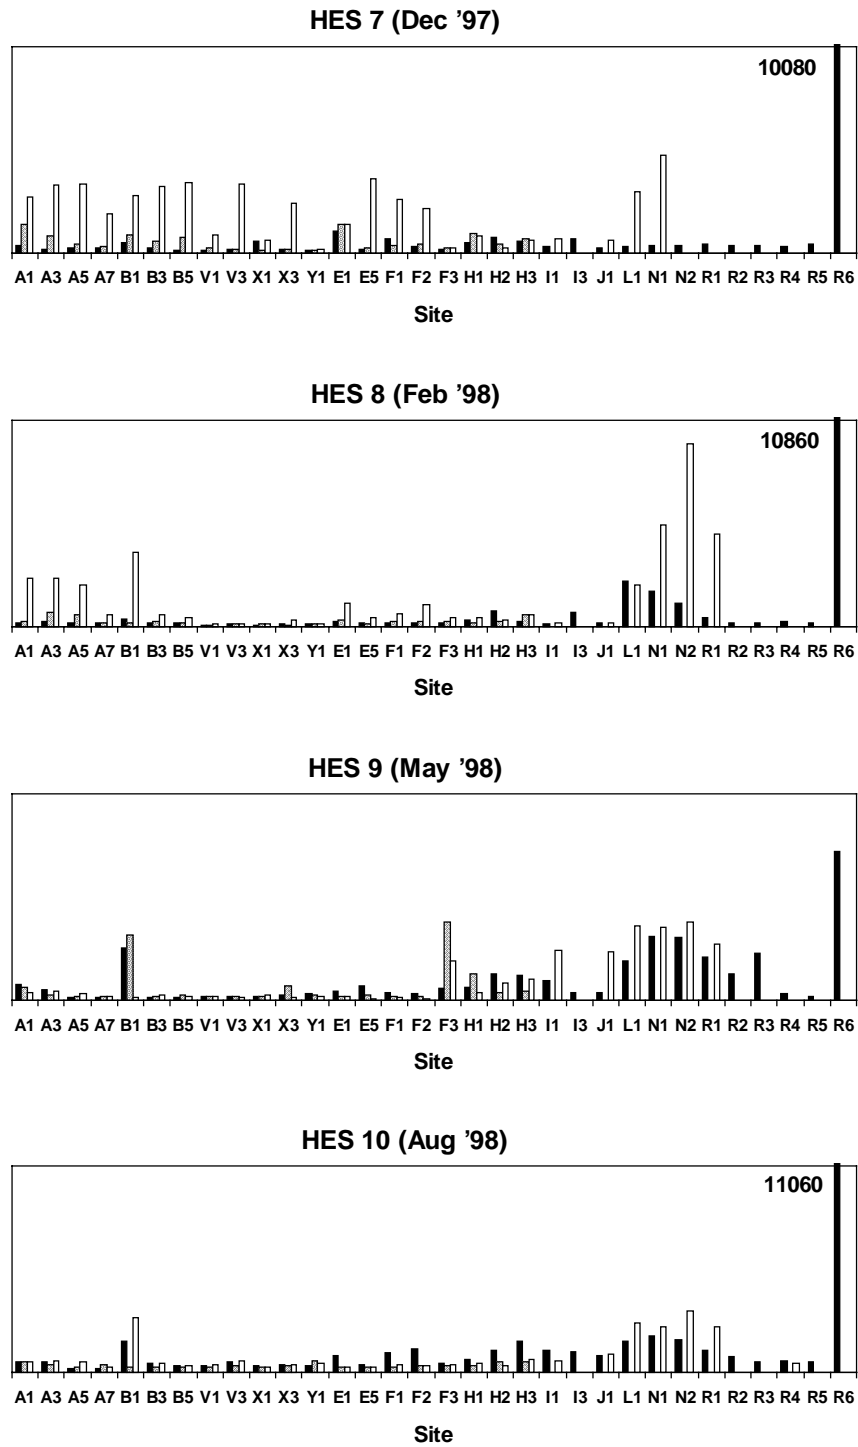 HES 7 (Dec '97)
10080
A1 A3 A5 A7 B1 B3 B5 V1 V3 X1 X3 Y1 E1 E5 F1 F2 F3 H1 H2 H3 I1 I3 J1 L1 N1 N2 R1 R2 R3 R4 R5 R6
Site
HES 8 (Feb '98)
10860
A1 A3 A5 A7 B1 B3 B5 V1 V3 X1 X3 Y1 E1 E5 F1 F2 F3 H1 H2 H3 I1 I3 J1 L1 N1 N2 R1 R2 R3 R4 R5 R6
Site
HES 9 (May '98)
A1 A3 A5 A7 B1 B3 B5 V1 V3 X1 X3 Y1 E1 E5 F1 F2 F3 H1 H2 H3 I1 I3 J1 L1 N1 N2 R1 R2 R3 R4 R5 R6
Site
HES 10 (Aug '98)
11060
A1 A3 A5 A7 B1 B3 B5 V1 V3 X1 X3 Y1 E1 E5 F1 F2 F3 H1 H2 H3 I1 I3 J1 L1 N1 N2 R1 R2 R3 R4 R5 R6
Site